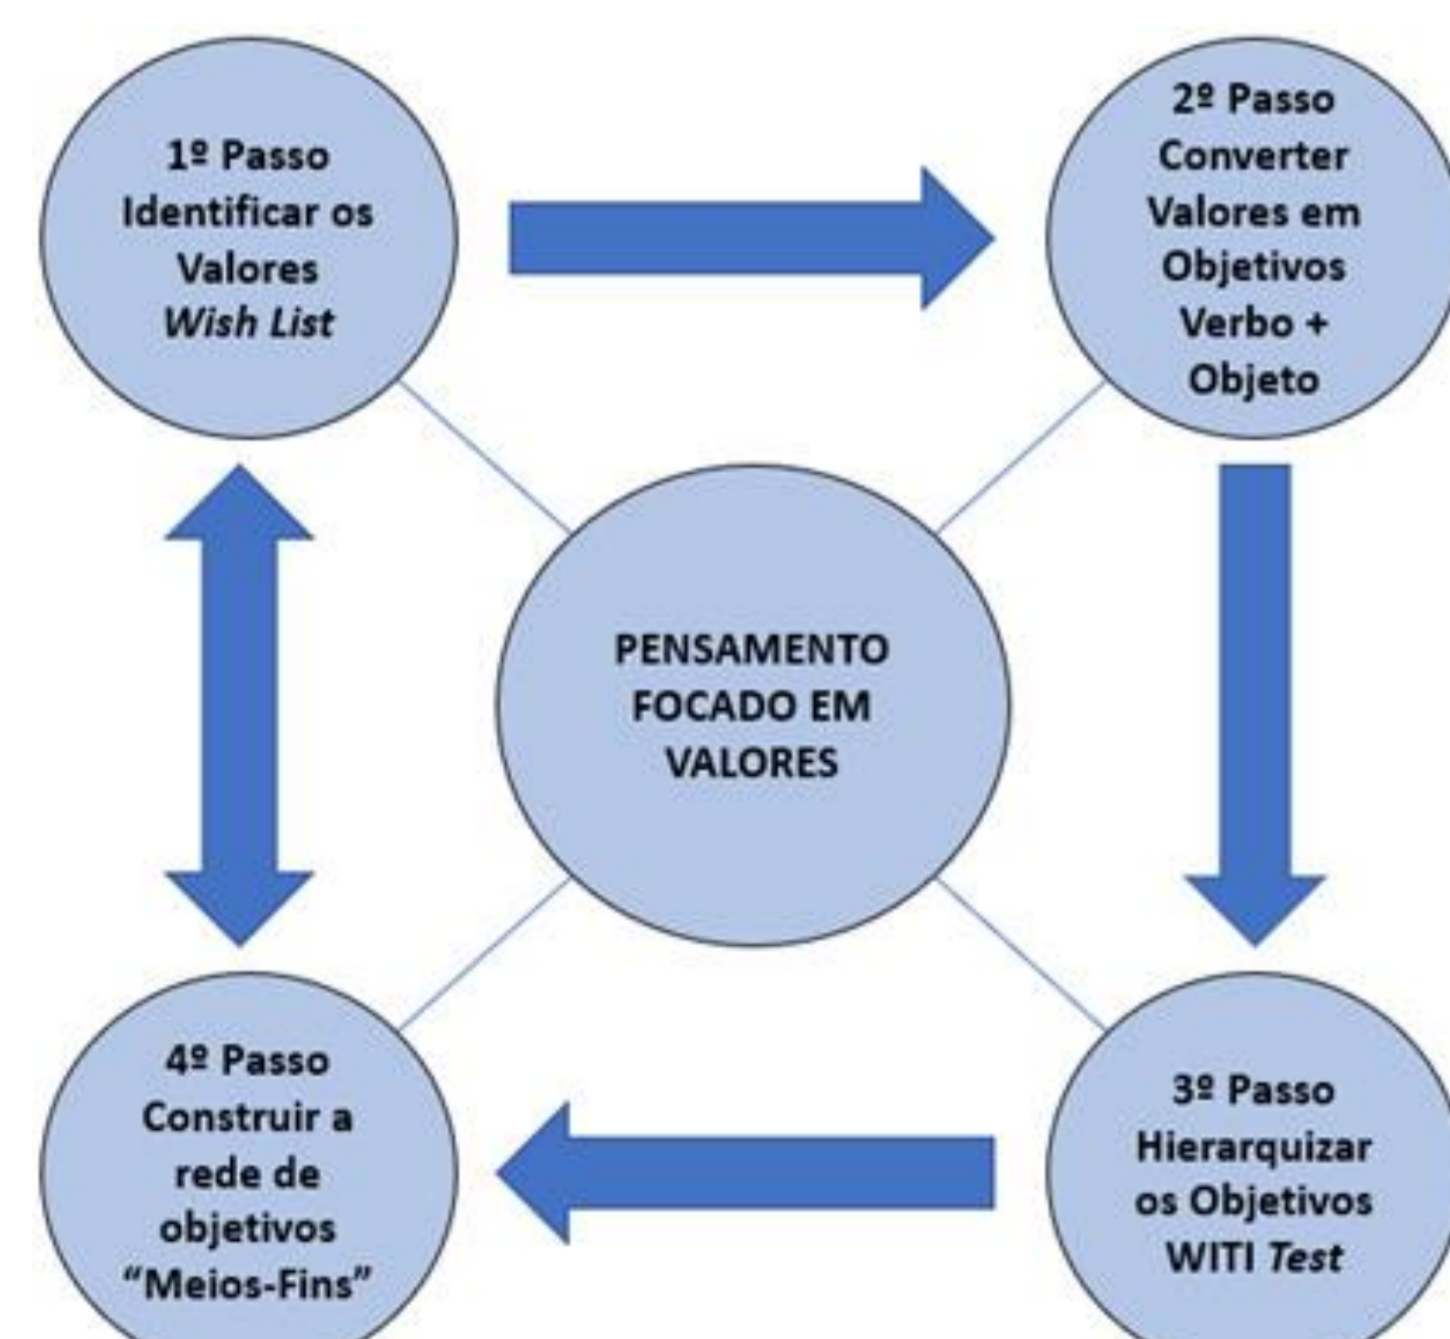 1º Passo
Identificar os
Valores
Wish List
2º Passo
Converter
Valores em
Objetivos
Verbo +
Objeto
PENSAMENTO
FOCADO EM
VALORES
4º Passo
Construir a
rede de
objetivos
“Meios-Fins”
3º Passo
Hierarquizar
os Objetivos
WITI Test